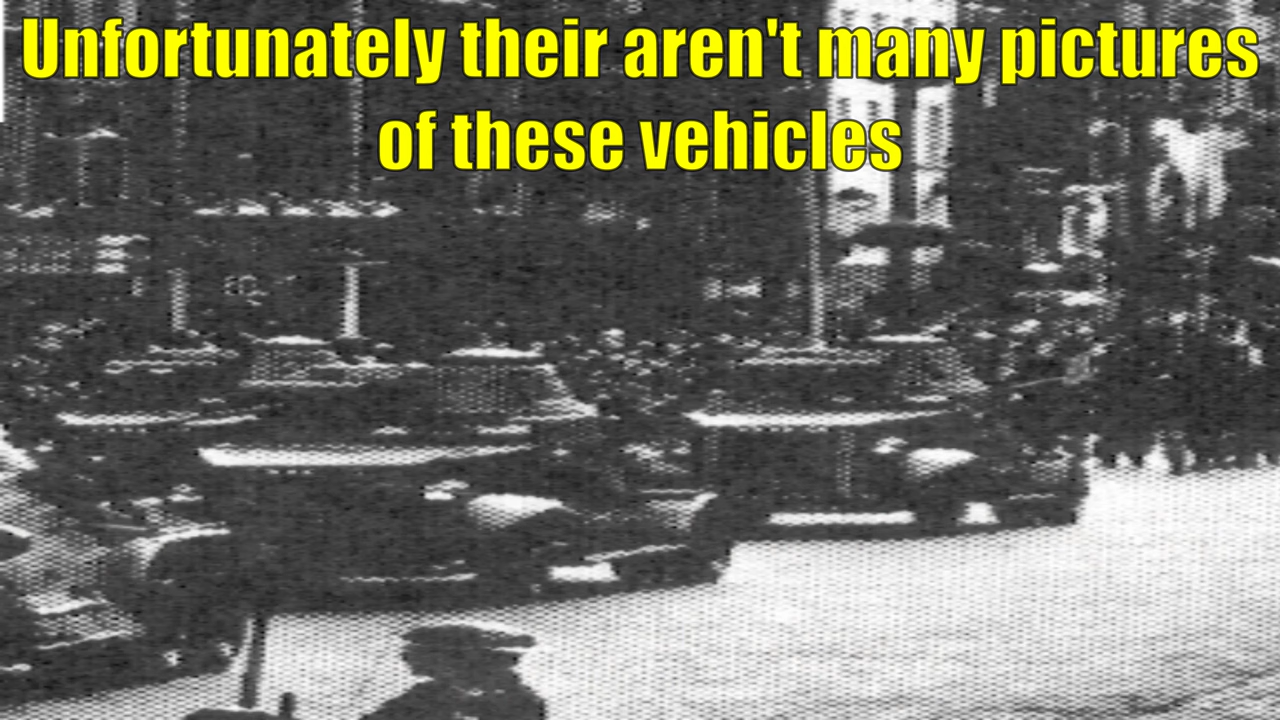 Unfortunately their aren't many pictures
of these vehicles